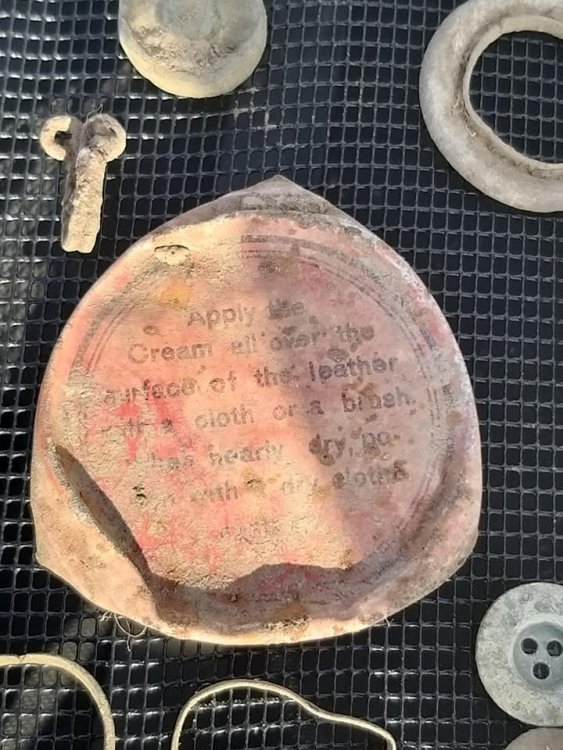 Apply the
Cream all over the
surface of the leather
with a cloth or a brush.
When nearly dry, po-
with a dry cloth